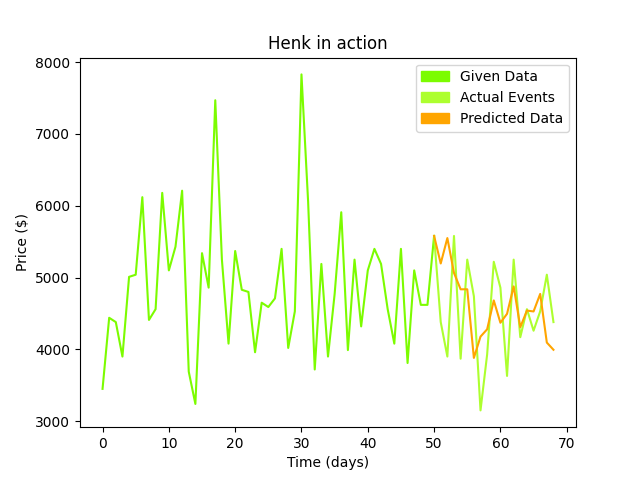 Henk in action
Given Data
Actual Events
Predicted Data
8000
7000
6000
5000
4000
3000
Price ($)
0 10 20 30 40 50 60 70
Time (days)